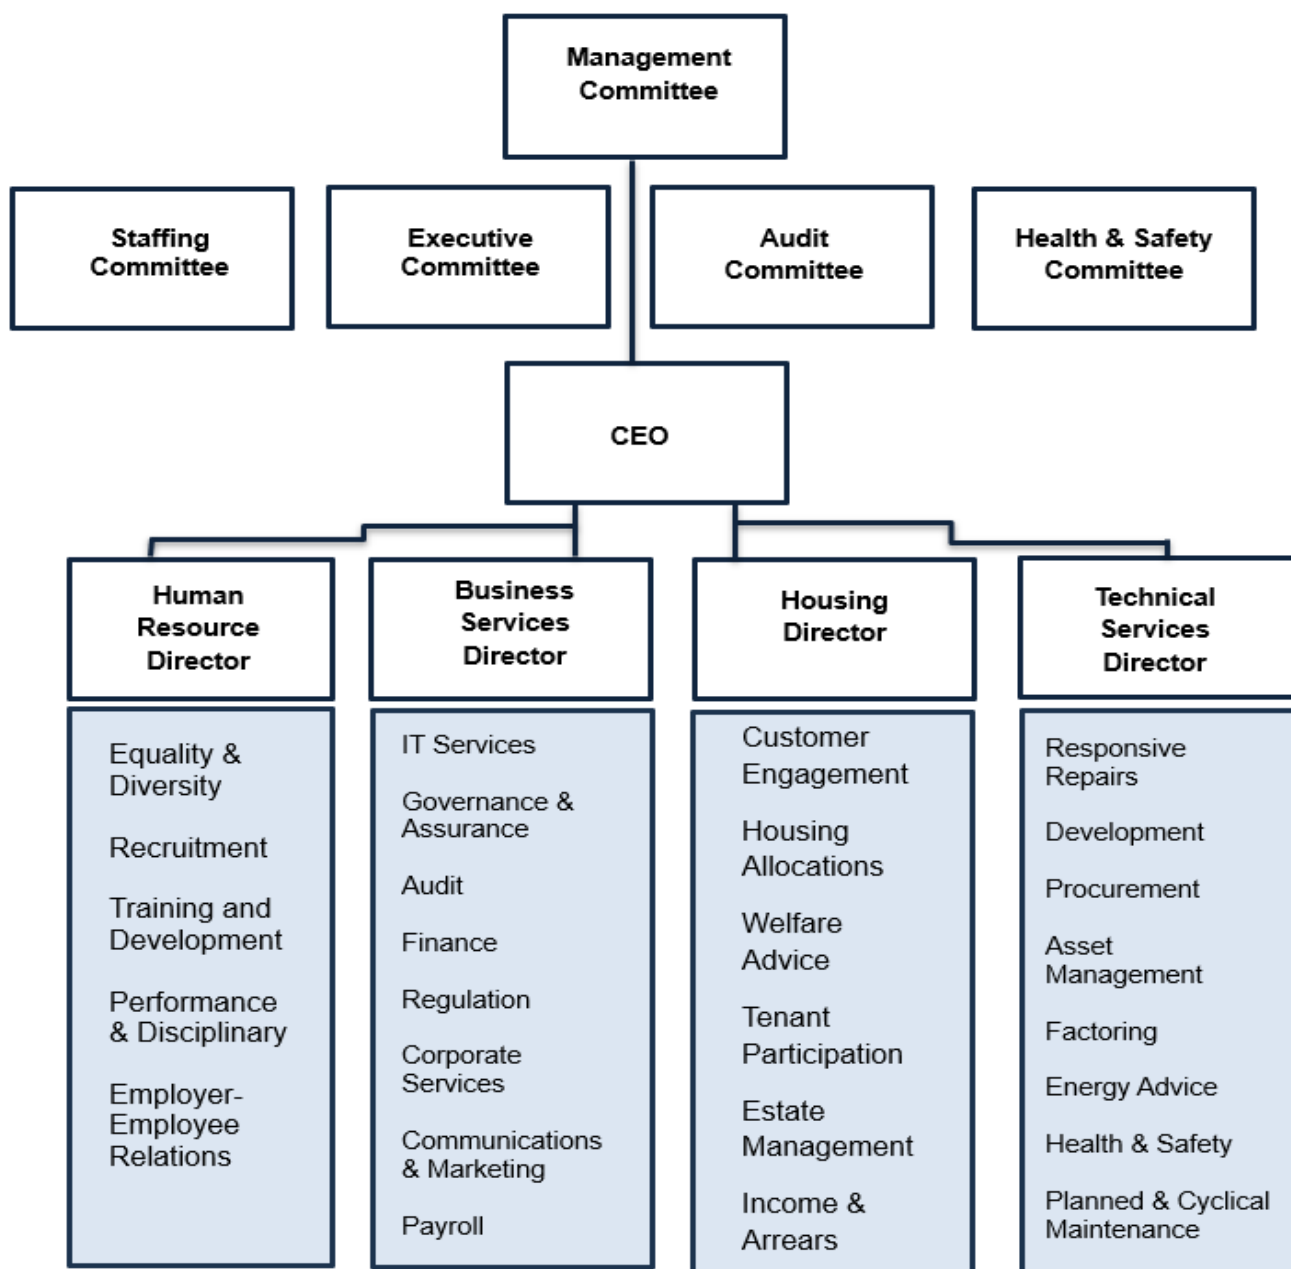 Management
Committee
Staffing
Committee
Executive
Committee
Audit
Committee
Health & Safety
Committee
CEO
Human
Resource
Director
Business
Services
Director
Housing
Director
Technical
Services
Director
Equality &
Diversity
Recruitment
Training and
Development
Performance
& Disciplinary
Employer-
Employee
Relations
IT Services
Governance &
Assurance
Audit
Finance
Regulation
Corporate
Services
Communications
& Marketing
Payroll
Customer
Engagement
Housing
Allocations
Welfare
Advice
Tenant
Participation
Estate
Management
Income &
Arrears
Responsive
Repairs
Development
Procurement
Asset
Management
Factoring
Energy Advice
Health & Safety
Planned & Cyclical
Maintenance